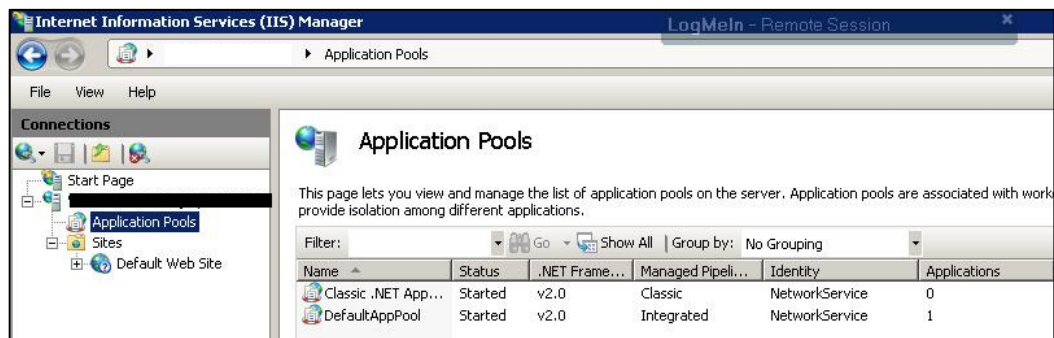 Internet Information Services (IIS) Manager
LogMeIn - Remote Session
Application Pools
File View Help
Connections
Start Page
Application Pools
Sites
Default Web Site
Application Pools
This page lets you view and manage the list of application pools on the server. Application pools are associated with
provide isolation among different applications.
Filter: Go Show All Group by: No Grouping
Name Status .NET Frame... Managed Pipeli... Identity Applications
Classic .NET App... Started v2.0 Classic NetworkService 0
DefaultAppPool Started v2.0 Integrated NetworkService 1